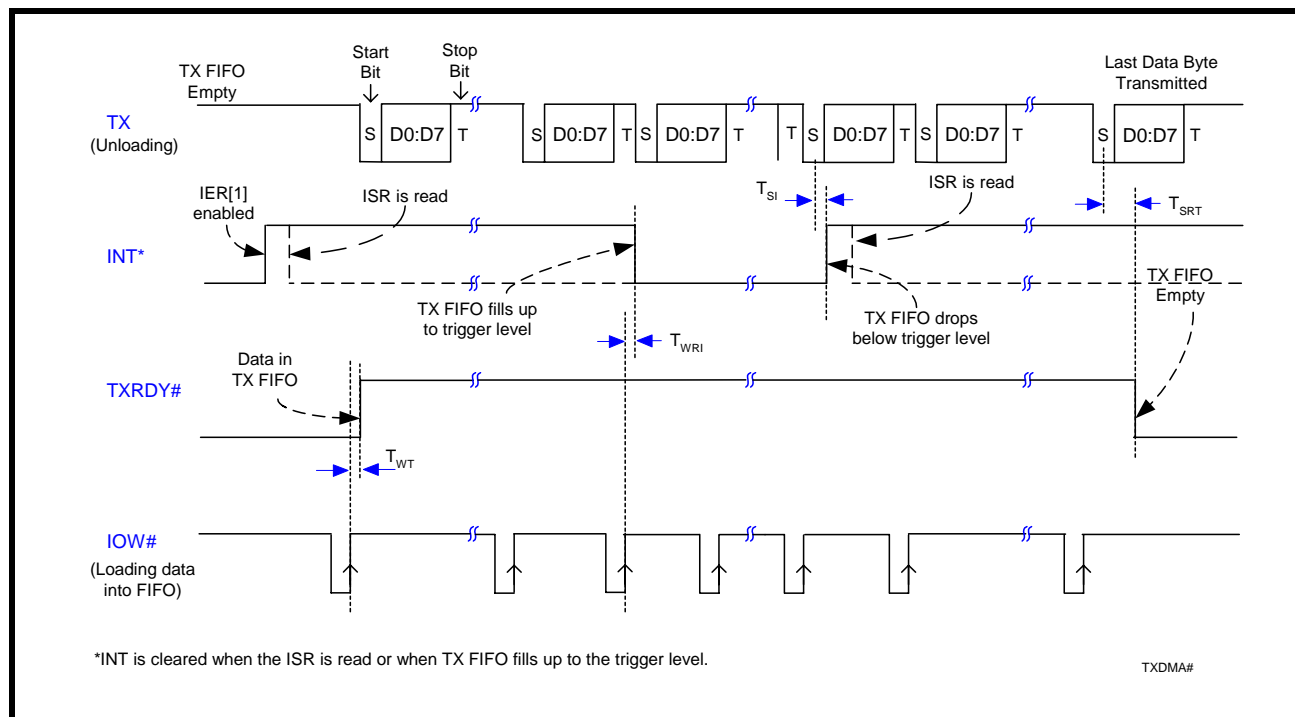 TX FIFO
Empty
Start
Bit
Stop
Bit
Last Data Byte
Transmitted
TX
(Unloading)
S D0:D7 T S D0:D7 T S D0:D7 T T S D0:D7 T S D0:D7 T S D0:D7 T
IER[1]
enabled
ISR is read
TSI
ISR is read
TSRT
INT*
TX FIFO fills up
to trigger level
TX FIFO drops
below trigger level
TX FIFO
Empty
TWRI
Data in
TX FIFO
TXRDY#
TWT
IOW#
(Loading data
into FIFO)
*INT is cleared when the ISR is read or when TX FIFO fills up to the trigger level.
TXDMA#